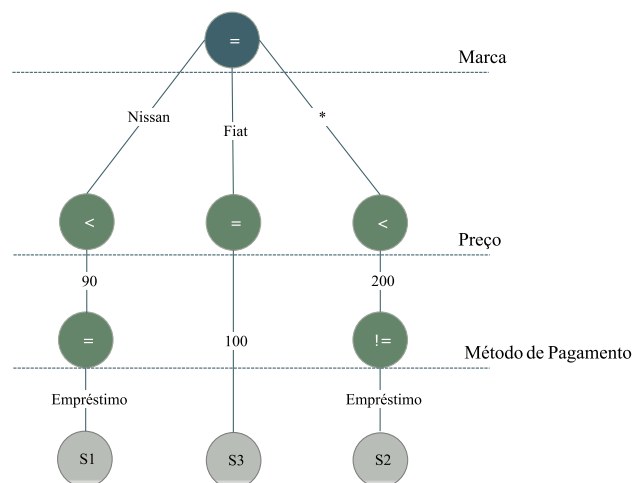 =
Marca
Nissan
Fiat
*
< = <
Preço
90
200
= 100 !=
Método de Pagamento
Empréstimo
Empréstimo
S1 S3 S2